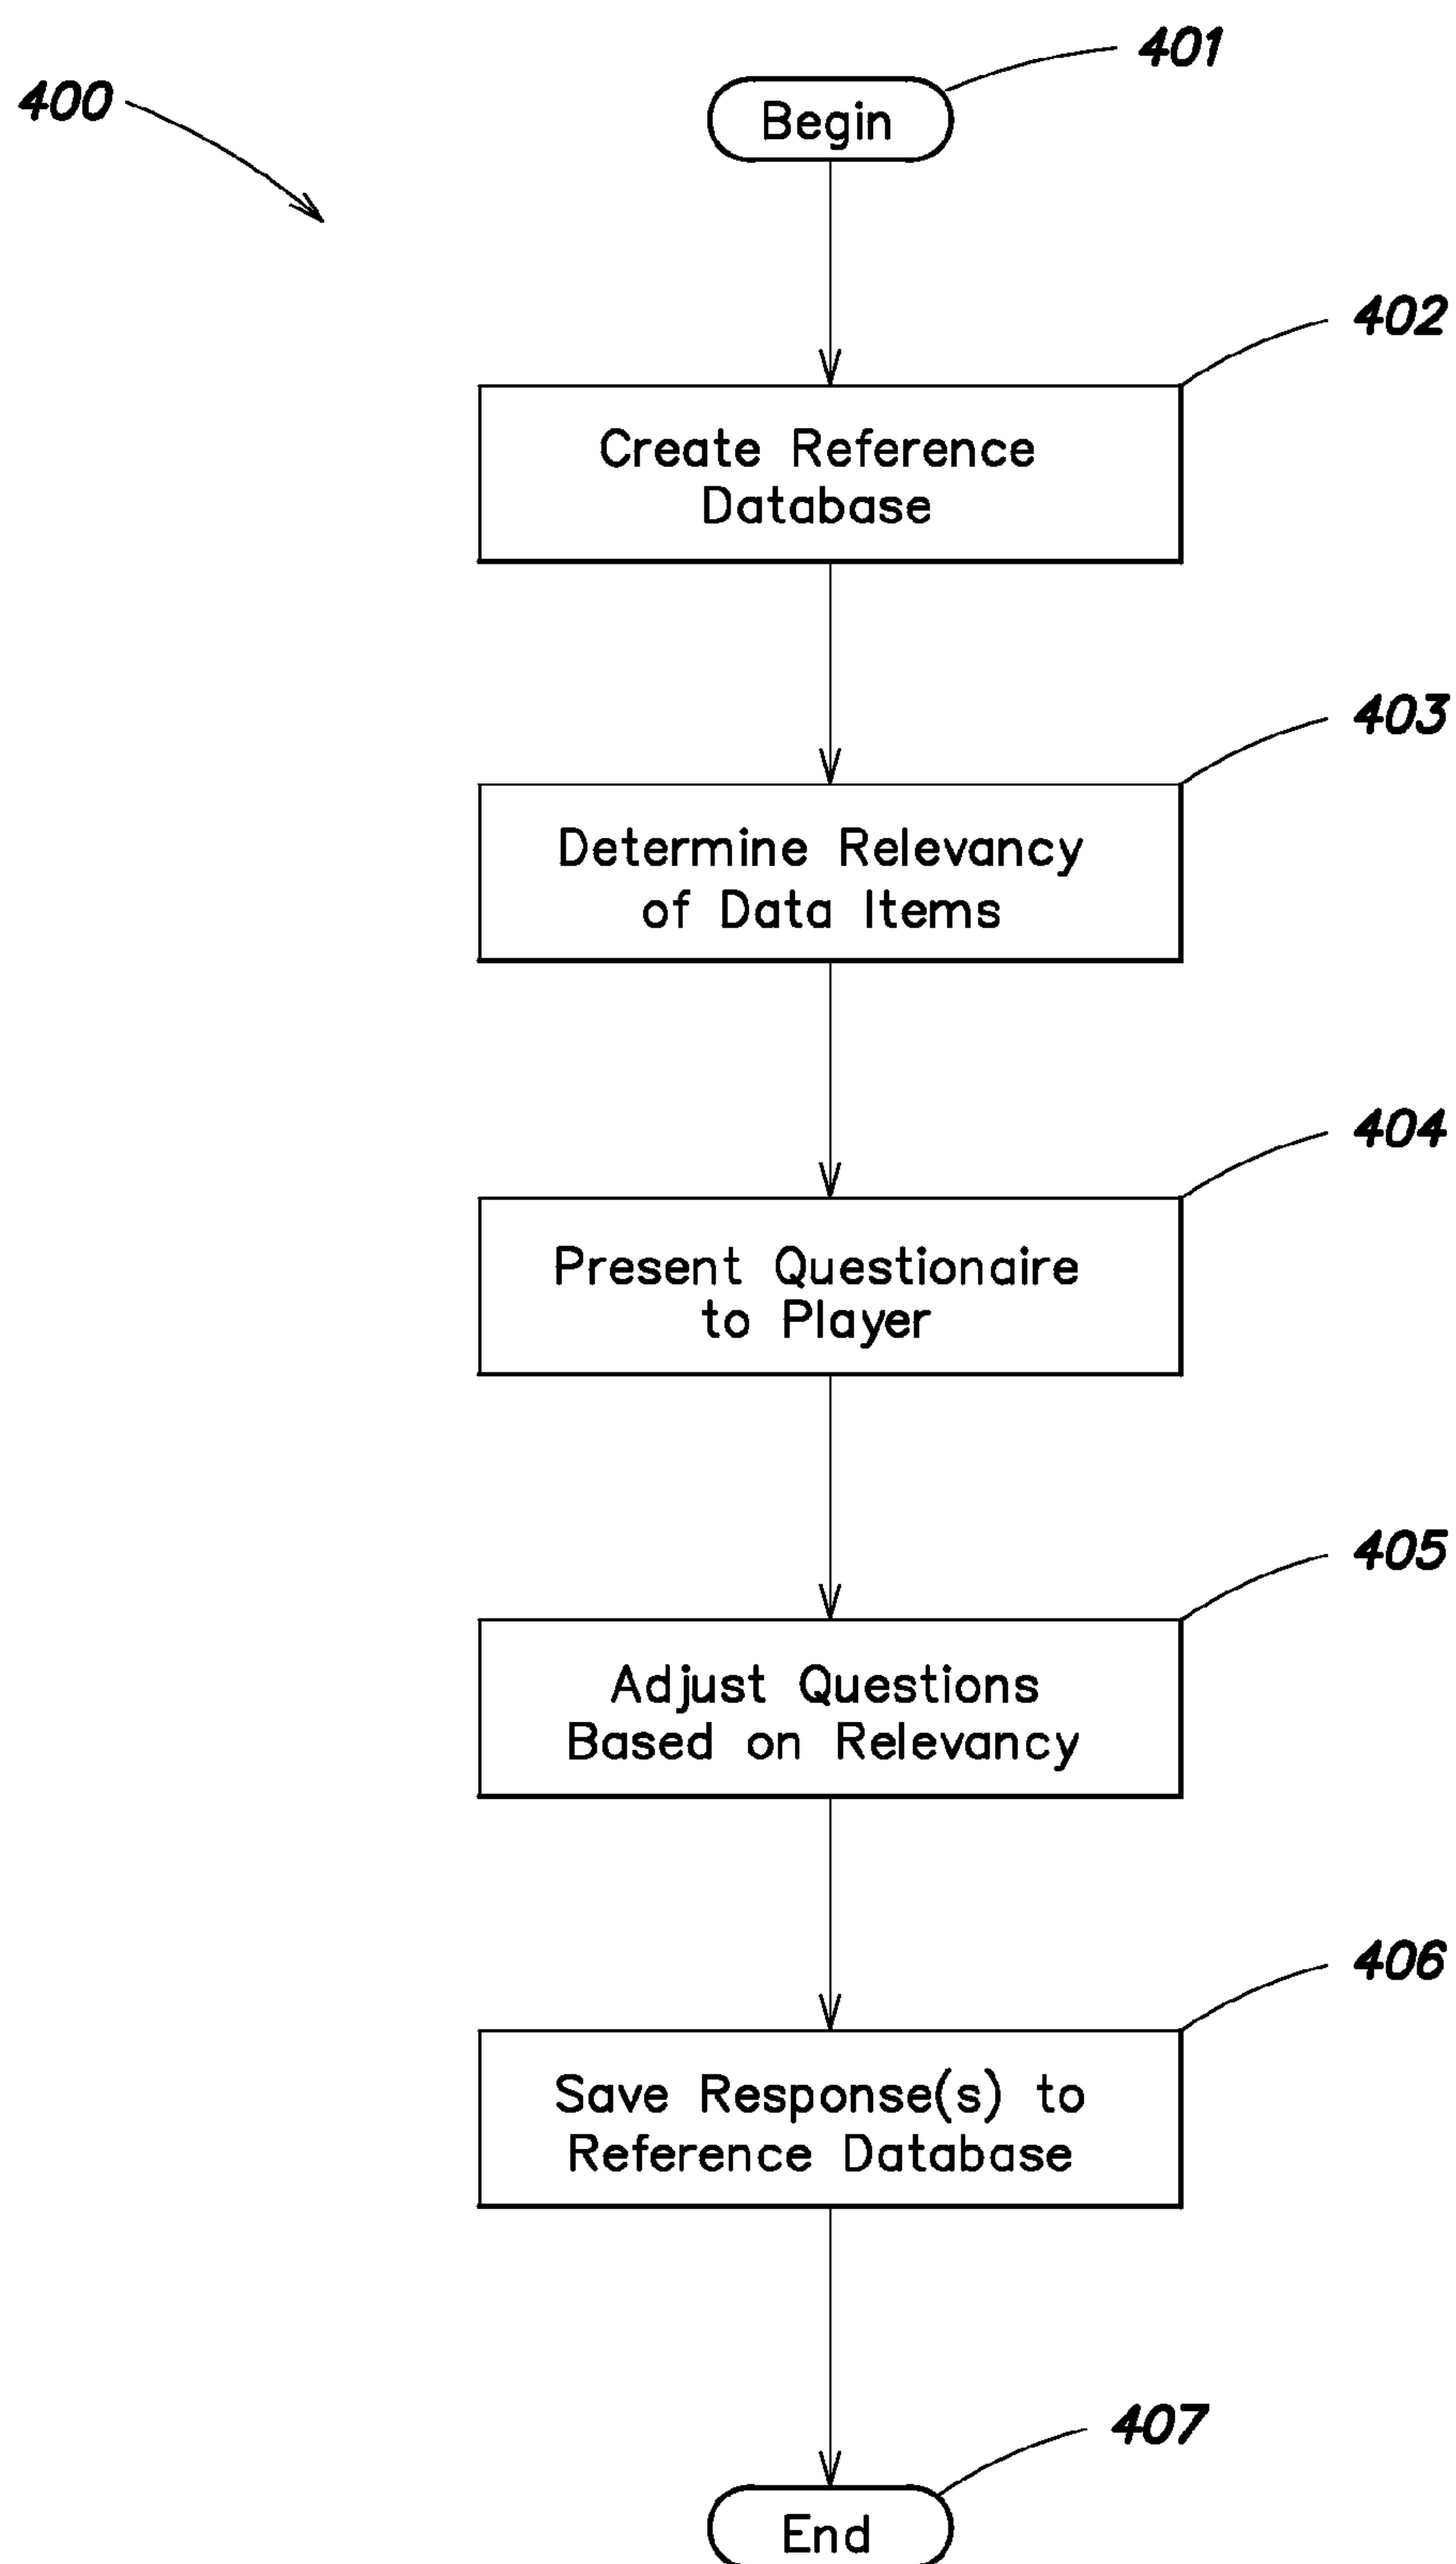 401
400
Begin
402
Create Reference
Database
403
Determine Relevancy
of Data Items
404
Present Questionaire
to Player
405
Adjust Questions
Based on Relevancy
406
Save Response(s) to
Reference Database
407
End